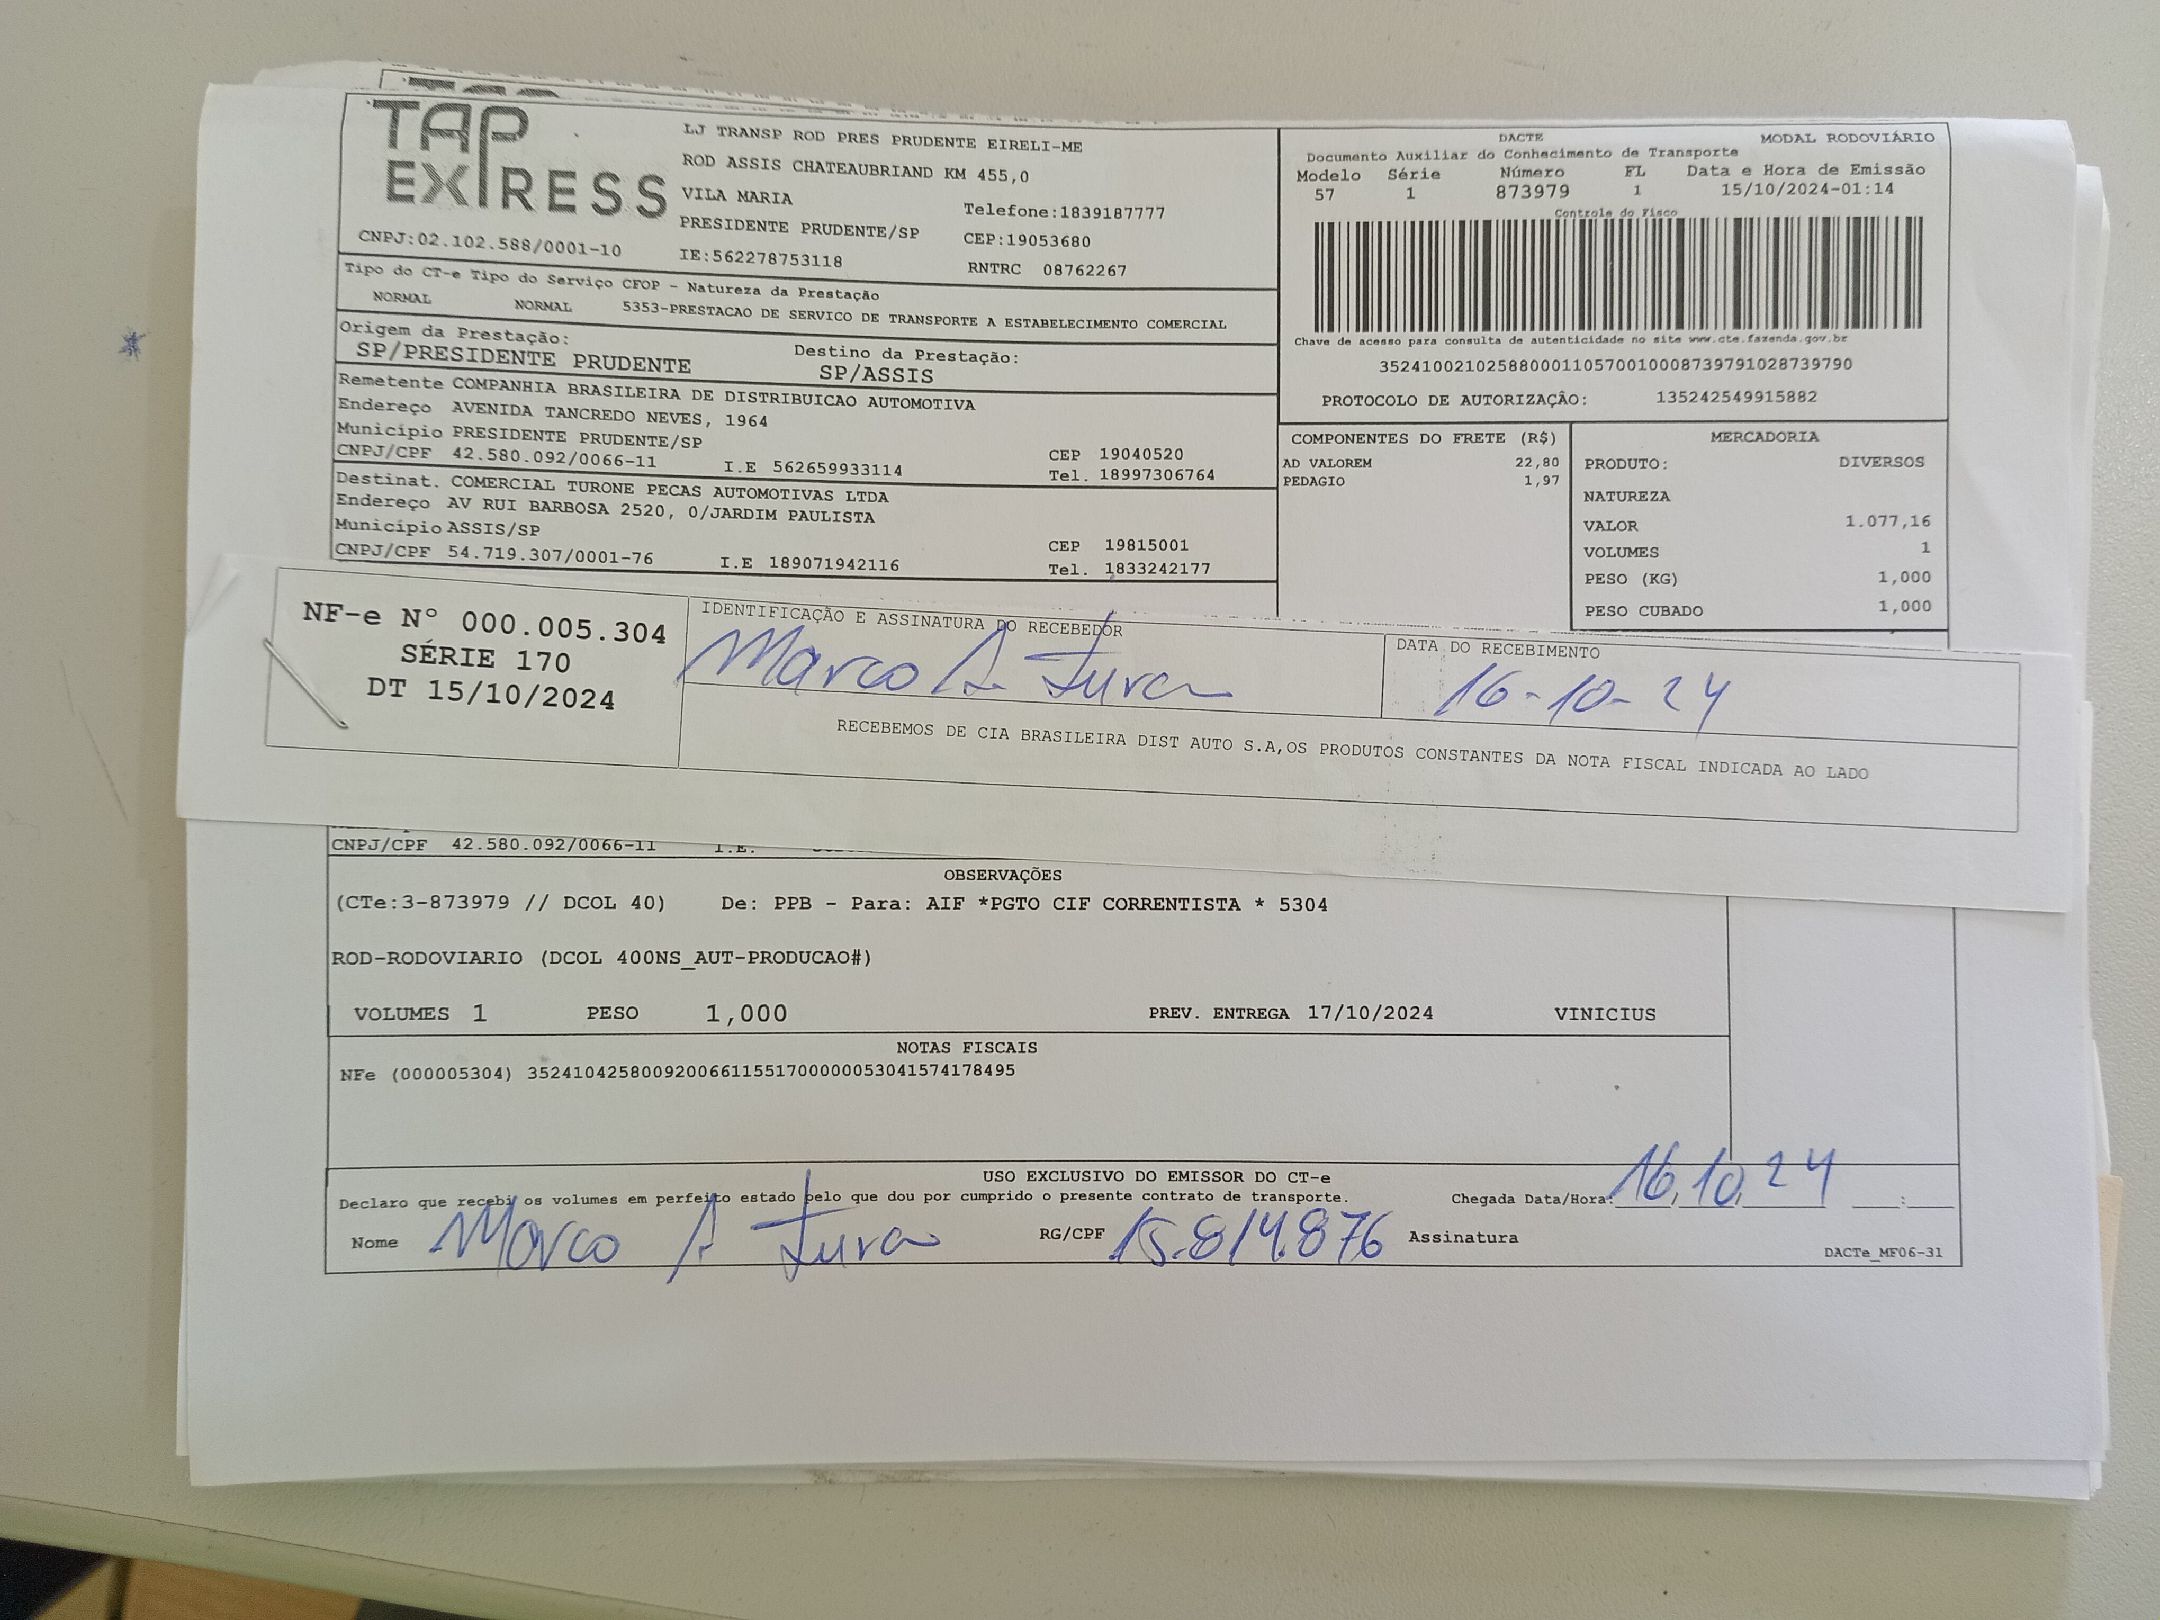 TAP
EXPRESS
LJ TRANSP ROD PRES PRUDENTE EIRELI-ME
ROD ASSIS CHATEAUBRIAND KM 455,0
VILA MARIA
Telefone:1839187777
PRESIDENTE PRUDENTE/SP
CEP:19053680
CNPJ:02.102.588/0001-10
IE:562278753118
RNTRC 08762267
DACTE
MODAL RODOVIÁRIO
Documento Auxiliar do Conhecimento de Transporte
Modelo Série Número FL Data e Hora de Emissão
57 1 873979 1 15/10/2024-01:14
Controle do Fisco
Chave de acesso para consulta de autenticidade no site www.cte.fazenda.gov.br
35241002102588000110570010008739791028739790
PROTOCOLO DE AUTORIZAÇÃO: 135242549915882
Tipo do CT-e Tipo do Serviço CFOP - Natureza da Prestação
NORMAL NORMAL 5353-PRESTACAO DE SERVICO DE TRANSPORTE A ESTABELECIMENTO COMERCIAL
Origem da Prestação: Destino da Prestação:
SP/PRESIDENTE PRUDENTE SP/ASSIS
Remetente COMPANHIA BRASILEIRA DE DISTRIBUICAO AUTOMOTIVA
Endereço AVENIDA TANCREDO NEVES, 1964
Município PRESIDENTE PRUDENTE/SP CEP 19040520
CNPJ/CPF 42.580.092/0066-11 I.E 562659933114 Tel. 18997306764
Destinat. COMERCIAL TURONE PECAS AUTOMOTIVAS LTDA
Endereço AV RUI BARBOSA 2520, 0/JARDIM PAULISTA
Município ASSIS/SP CEP 19815001
CNPJ/CPF 54.719.307/0001-76 I.E 189071942116 Tel. 1833242177
COMPONENTES DO FRETE (R$)
AD VALOREM 22,80
PEDAGIO 1,97
MERCADORIA
PRODUTO: DIVERSOS
NATUREZA
VALOR 1.077,16
VOLUMES 1
PESO (KG) 1,000
PESO CUBADO 1,000
NF-e Nº 000.005.304
SÉRIE 170
DT 15/10/2024
IDENTIFICAÇÃO E ASSINATURA DO RECEBEDOR
Marco A.
DATA DO RECEBIMENTO
16-10-24
RECEBEMOS DE CIA BRASILEIRA DIST AUTO S.A,OS PRODUTOS CONSTANTES DA NOTA FISCAL INDICADA AO LADO
CNPJ/CPF 42.580.092/0066-11 I.E.
OBSERVAÇÕES
(CTe:3-873979 // DCOL 40) De: PPB - Para: AIF *PGTO CIF CORRENTISTA * 5304
ROD-RODOVIARIO (DCOL 400NS_AUT-PRODUCAO#)
VOLUMES 1 PESO 1,000 PREV. ENTREGA 17/10/2024 VINICIUS
NOTAS FISCAIS
NFe (000005304) 35241042580092006611551700000053041574178495
USO EXCLUSIVO DO EMISSOR DO CT-e
Declaro que recebi os volumes em perfeito estado pelo que dou por cumprido o presente contrato de transporte. Chegada Data/Hora: 16.10.24
Nome Marco A. RG/CPF 15.814.876 Assinatura
DACTe_MF06-31